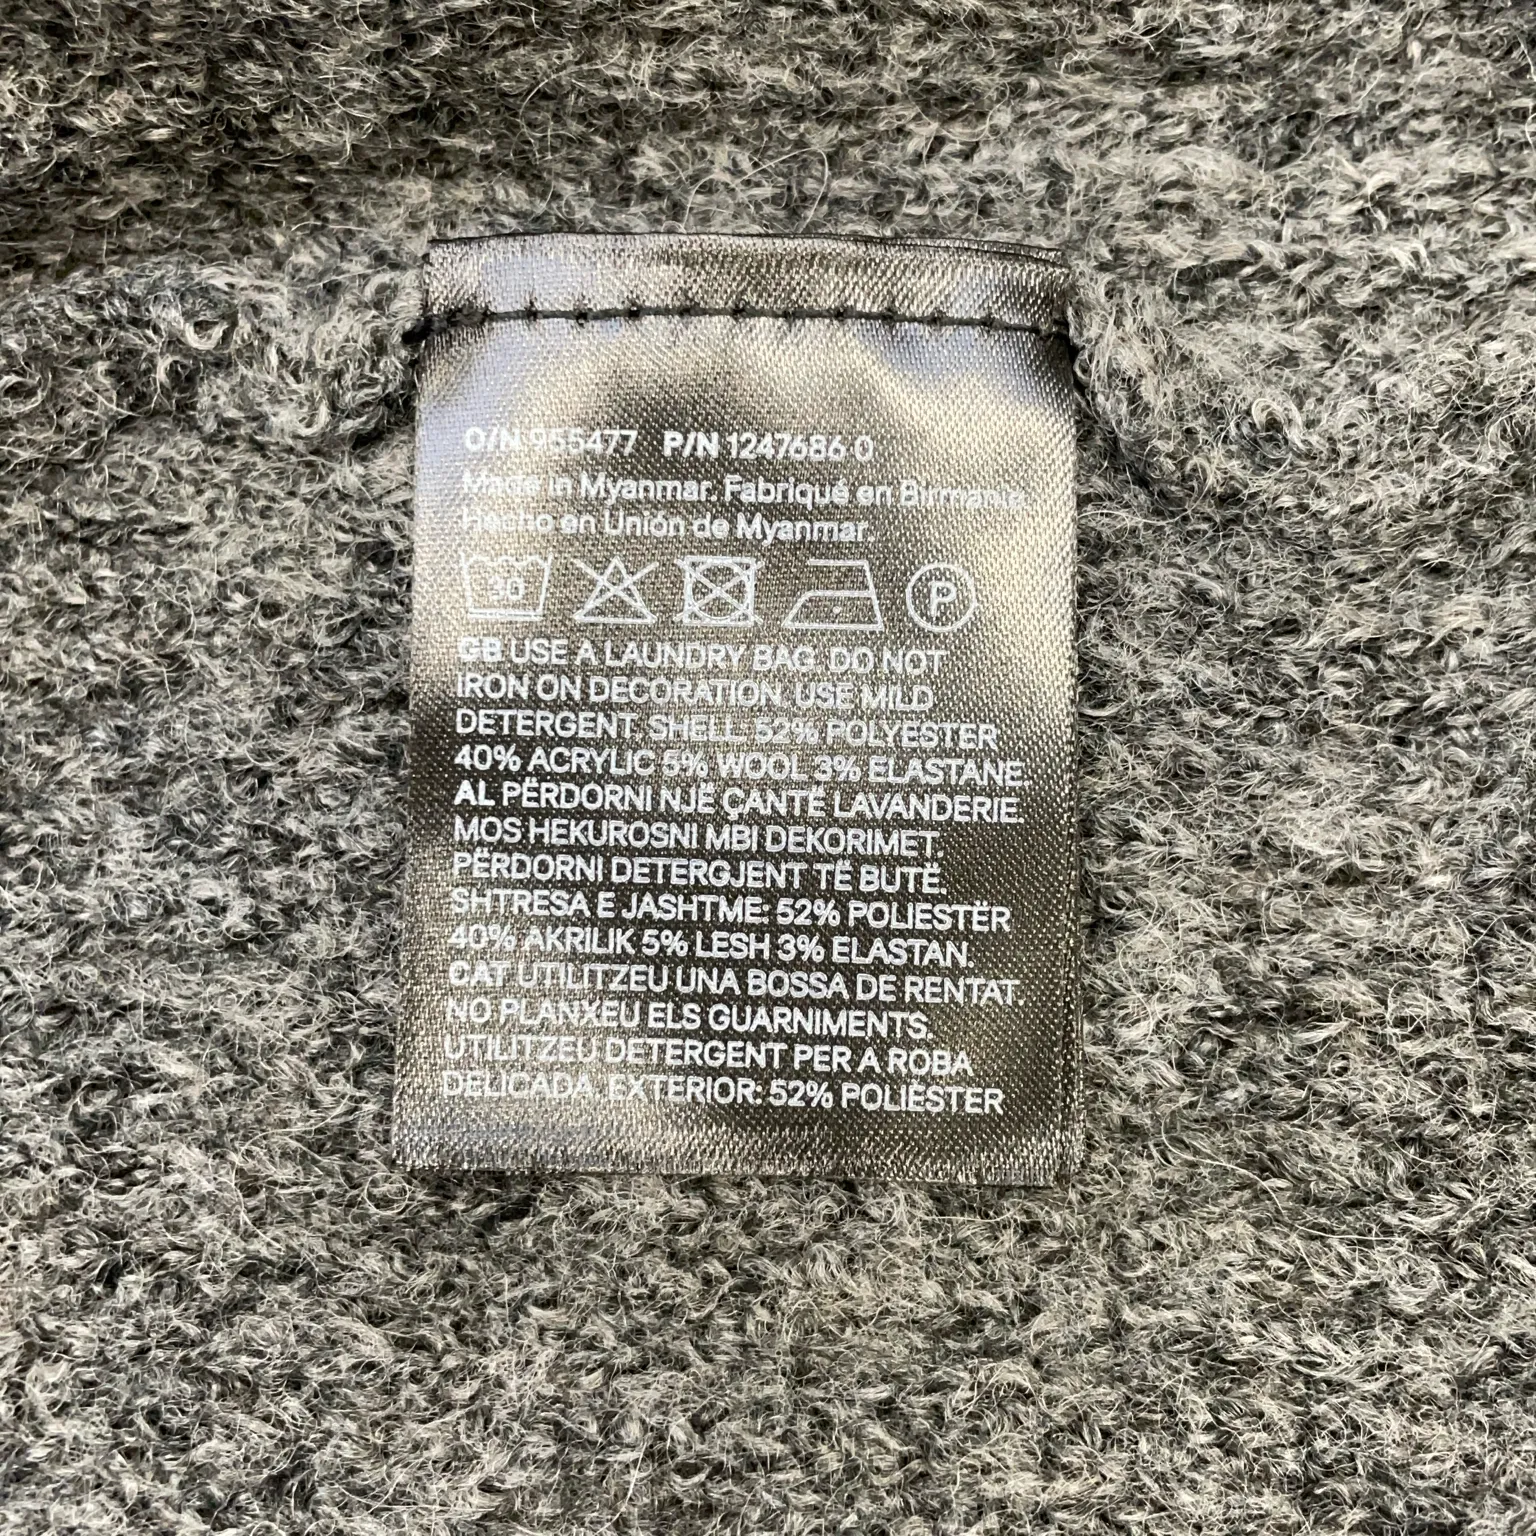 O/N 955477 P/N 1247686 0
Made in Myanmar. Fabriqué en Birmanie.
Hecho en Unión de Myanmar.
30 P
GB USE A LAUNDRY BAG. DO NOT
IRON ON DECORATION. USE MILD
DETERGENT. SHELL: 52% POLYESTER
40% ACRYLIC 5% WOOL 3% ELASTANE.
AL PËRDORNI NJË ÇANTË LAVANDERIE.
MOS HEKUROSNI MBI DEKORIMET.
PËRDORNI DETERGJENT TË BUTË.
SHTRESA E JASHTME: 52% POLIESTËR
40% AKRILIK 5% LESH 3% ELASTAN.
CAT UTILITZEU UNA BOSSA DE RENTAT.
NO PLANXEU ELS GUARNIMENTS.
UTILITZEU DETERGENT PER A ROBA
DELICADA. EXTERIOR: 52% POLIÈSTER